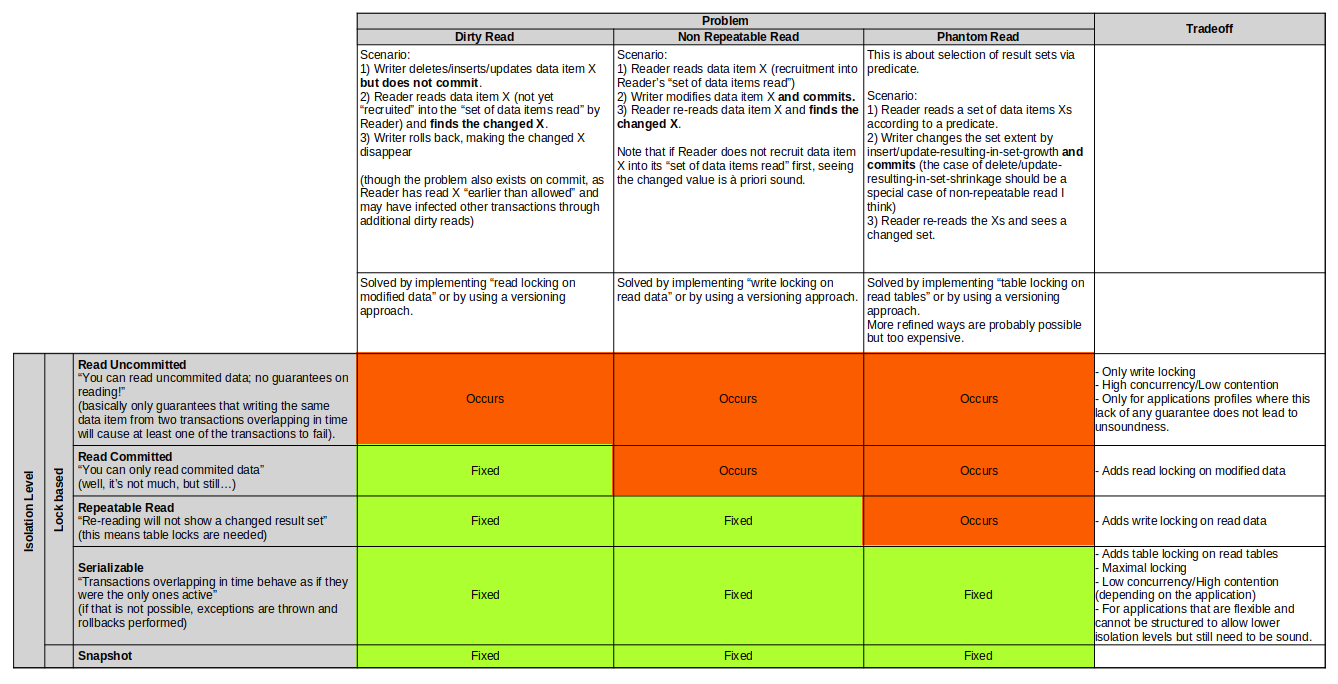 Problem
Tradeoff
Dirty Read
Non Repeatable Read
Phantom Read
Scenario:
1) Writer deletes/inserts/updates data item X
but does not commit.
2) Reader reads data item X (not yet
“recruited” into the “set of data items read” by
Reader) and finds the changed X.
3) Writer rolls back, making the changed X
disappear
(though the problem also exists on commit, as
Reader has read X “earlier than allowed” and
may have infected other transactions through
additional dirty reads)
Scenario:
1) Reader reads data item X (recruitment into
Reader’s “set of data items read”)
2) Writer modifies data item X and commits.
3) Reader re-reads data item X and finds the
changed X.
Note that if Reader does not recruit data item
X into its “set of data items read” first, seeing
the changed value is à priori sound.
This is about selection of result sets via
predicate.
Scenario:
1) Reader reads a set of data items Xs
according to a predicate.
2) Writer changes the set extent by
insert/update-resulting-in-set-growth and
commits (the case of delete/update-
resulting-in-set-shrinkage should be a
special case of non-repeatable read I
think)
3) Reader re-reads the Xs and sees a
changed set.
Solved by implementing “read locking on
modified data” or by using a versioning
approach.
Solved by implementing “write locking on
read data” or by using a versioning approach.
Solved by implementing “table locking on
read tables” or by using a versioning
approach.
More refined ways are probably possible
but too expensive.
Isolation Level
Lock based
Read Uncommitted
“You can read uncommited data; no guarantees on
reading!”
(basically only guarantees that writing the same
data item from two transactions overlapping in time
will cause at least one of the transactions to fail).
Occurs
Occurs
Occurs
- Only write locking
- High concurrency/Low contention
- Only for applications profiles where this
lack of any guarantee does not lead to
unsoundness.
Read Committed
“You can only read commited data”
(well, it’s not much, but still…)
Fixed
Occurs
Occurs
- Adds read locking on modified data
Repeatable Read
“Re-reading will not show a changed result set”
(this means table locks are needed)
Fixed
Fixed
Occurs
- Adds write locking on read data
Serializable
“Transactions overlapping in time behave as if they
were the only ones active”
(if that is not possible, exceptions are thrown and
rollbacks performed)
Fixed
Fixed
Fixed
- Adds table locking on read tables
- Maximal locking
- Low concurrency/High contention
(depending on the application)
- For applications that are flexible and
cannot be structured to allow lower
isolation levels but still need to be sound.
Snapshot
Fixed
Fixed
Fixed